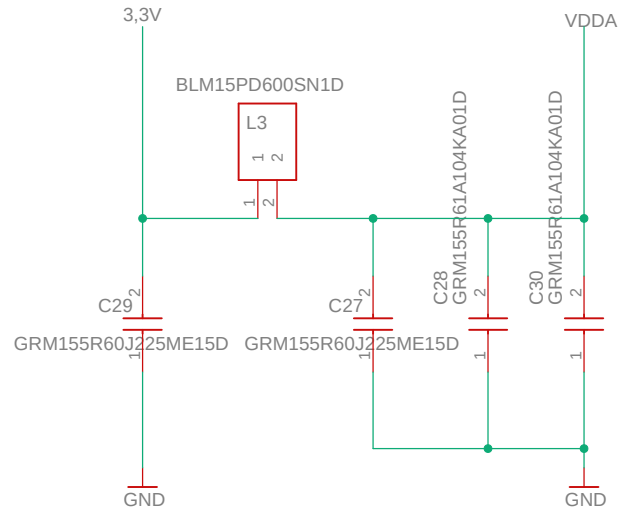 3,3V
VDDA
BLM15PD600SN1D
L3
1
2
1
2
GRM155R61A104KA01D
GRM155R61A104KA01D
C28
C30
2
2
2
2
C29
C27
GRM155R60J225ME15D
GRM155R60J225ME15D
1
1
1
1
GND
GND